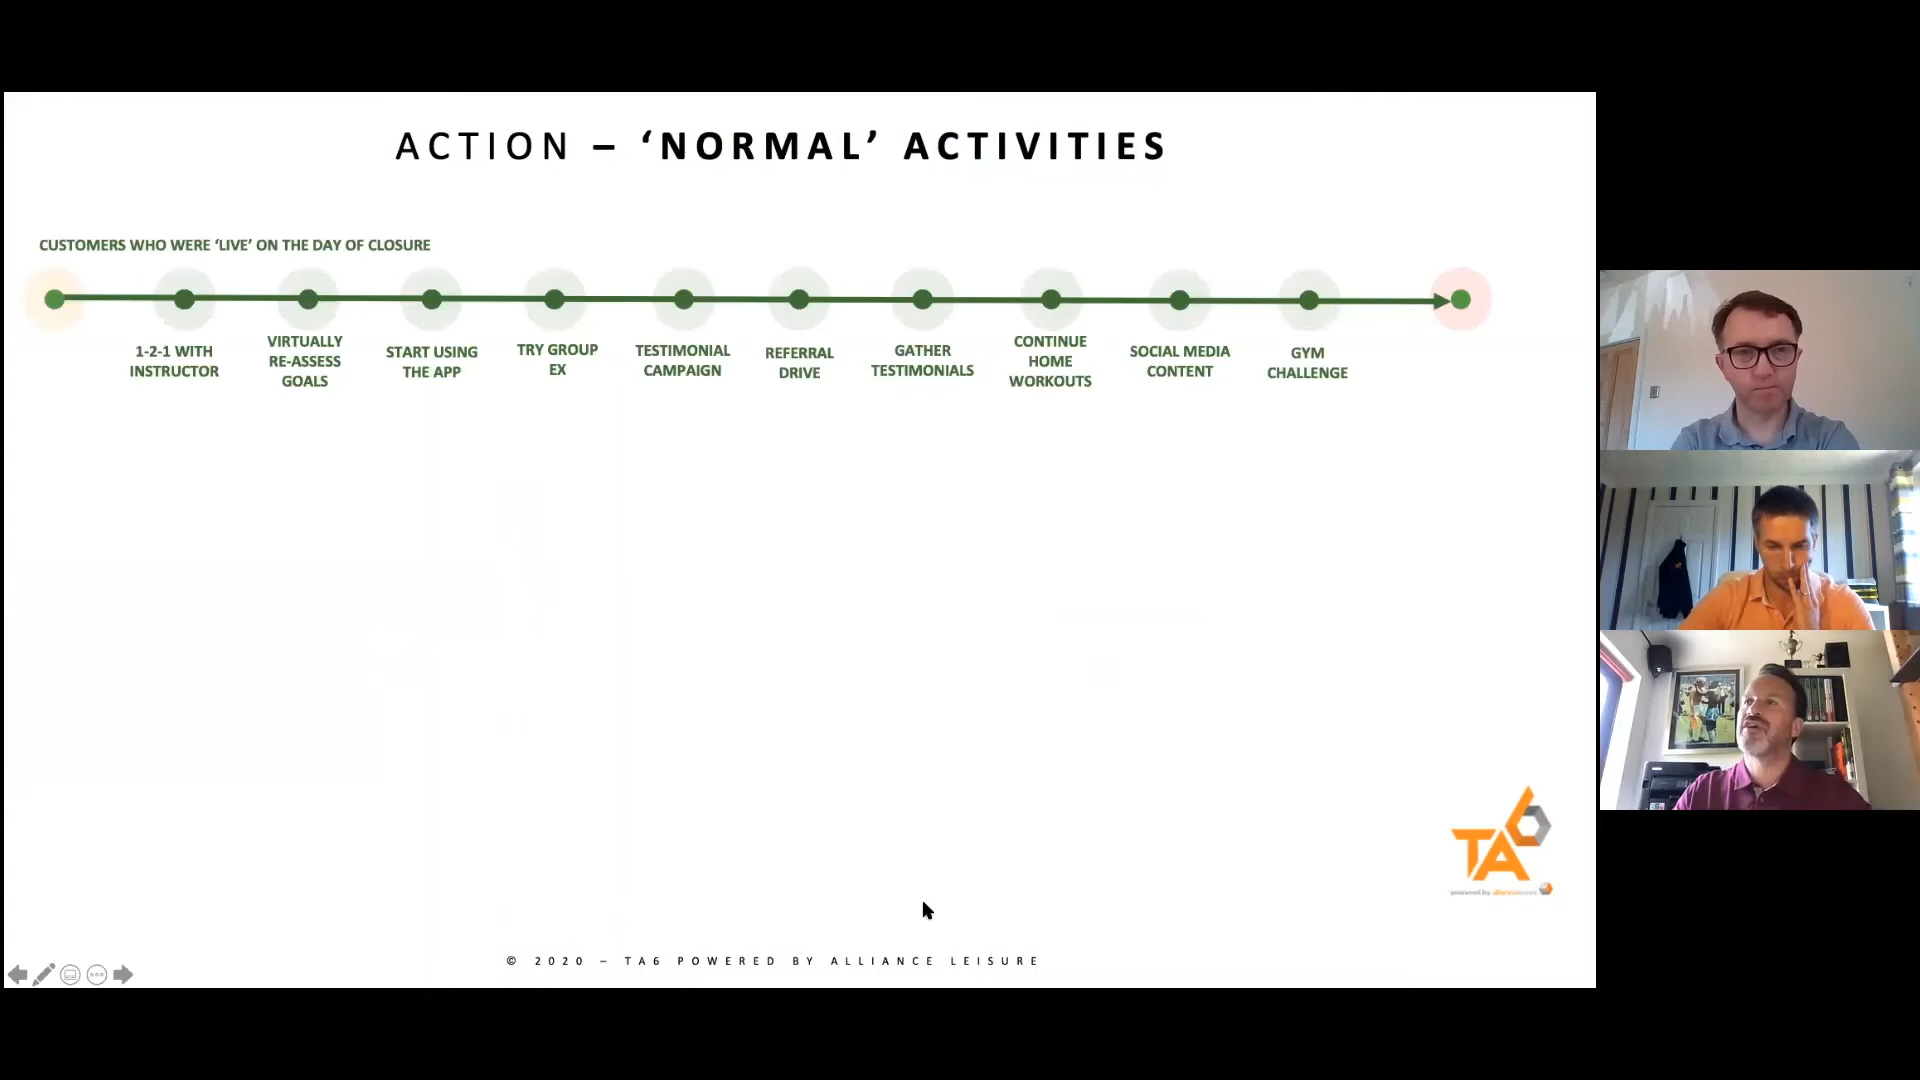 ACTION – ‘NORMAL’ ACTIVITIES
CUSTOMERS WHO WERE ‘LIVE’ ON THE DAY OF CLOSURE
1-2-1 WITH
INSTRUCTOR
VIRTUALLY
RE-ASSESS
GOALS
START USING
THE APP
TRY GROUP
EX
TESTIMONIAL
CAMPAIGN
REFERRAL
DRIVE
GATHER
TESTIMONIALS
CONTINUE
HOME
WORKOUTS
SOCIAL MEDIA
CONTENT
GYM
CHALLENGE
TA6
powered by
© 2020 – TA6 POWERED BY ALLIANCE LEISURE